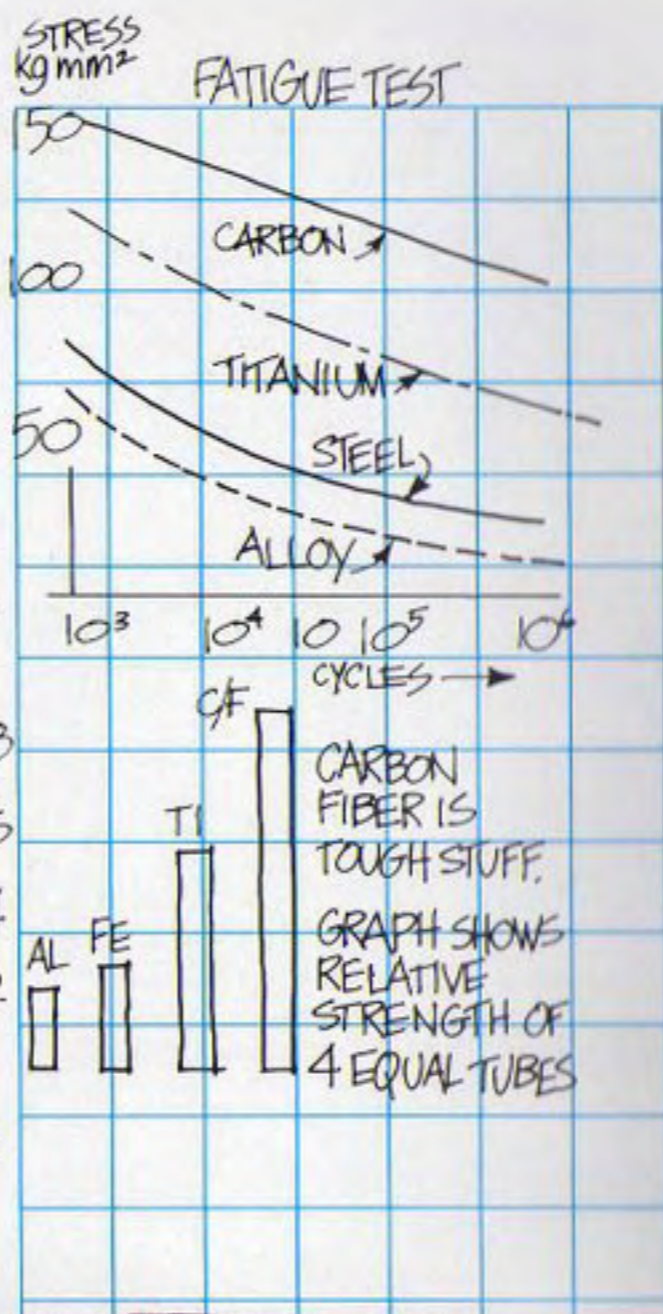 STRESS
kg mm²
FATIGUE TEST
150
CARBON
100
TITANIUM
50
STEEL
ALLOY
10³ 10⁴ 10 10⁵ 10⁶
CYCLES
C/F
CARBON
FIBER IS
TOUGH STUFF.
TI
GRAPH SHOWS
RELATIVE
STRENGTH OF
4 EQUAL TUBES
AL FE